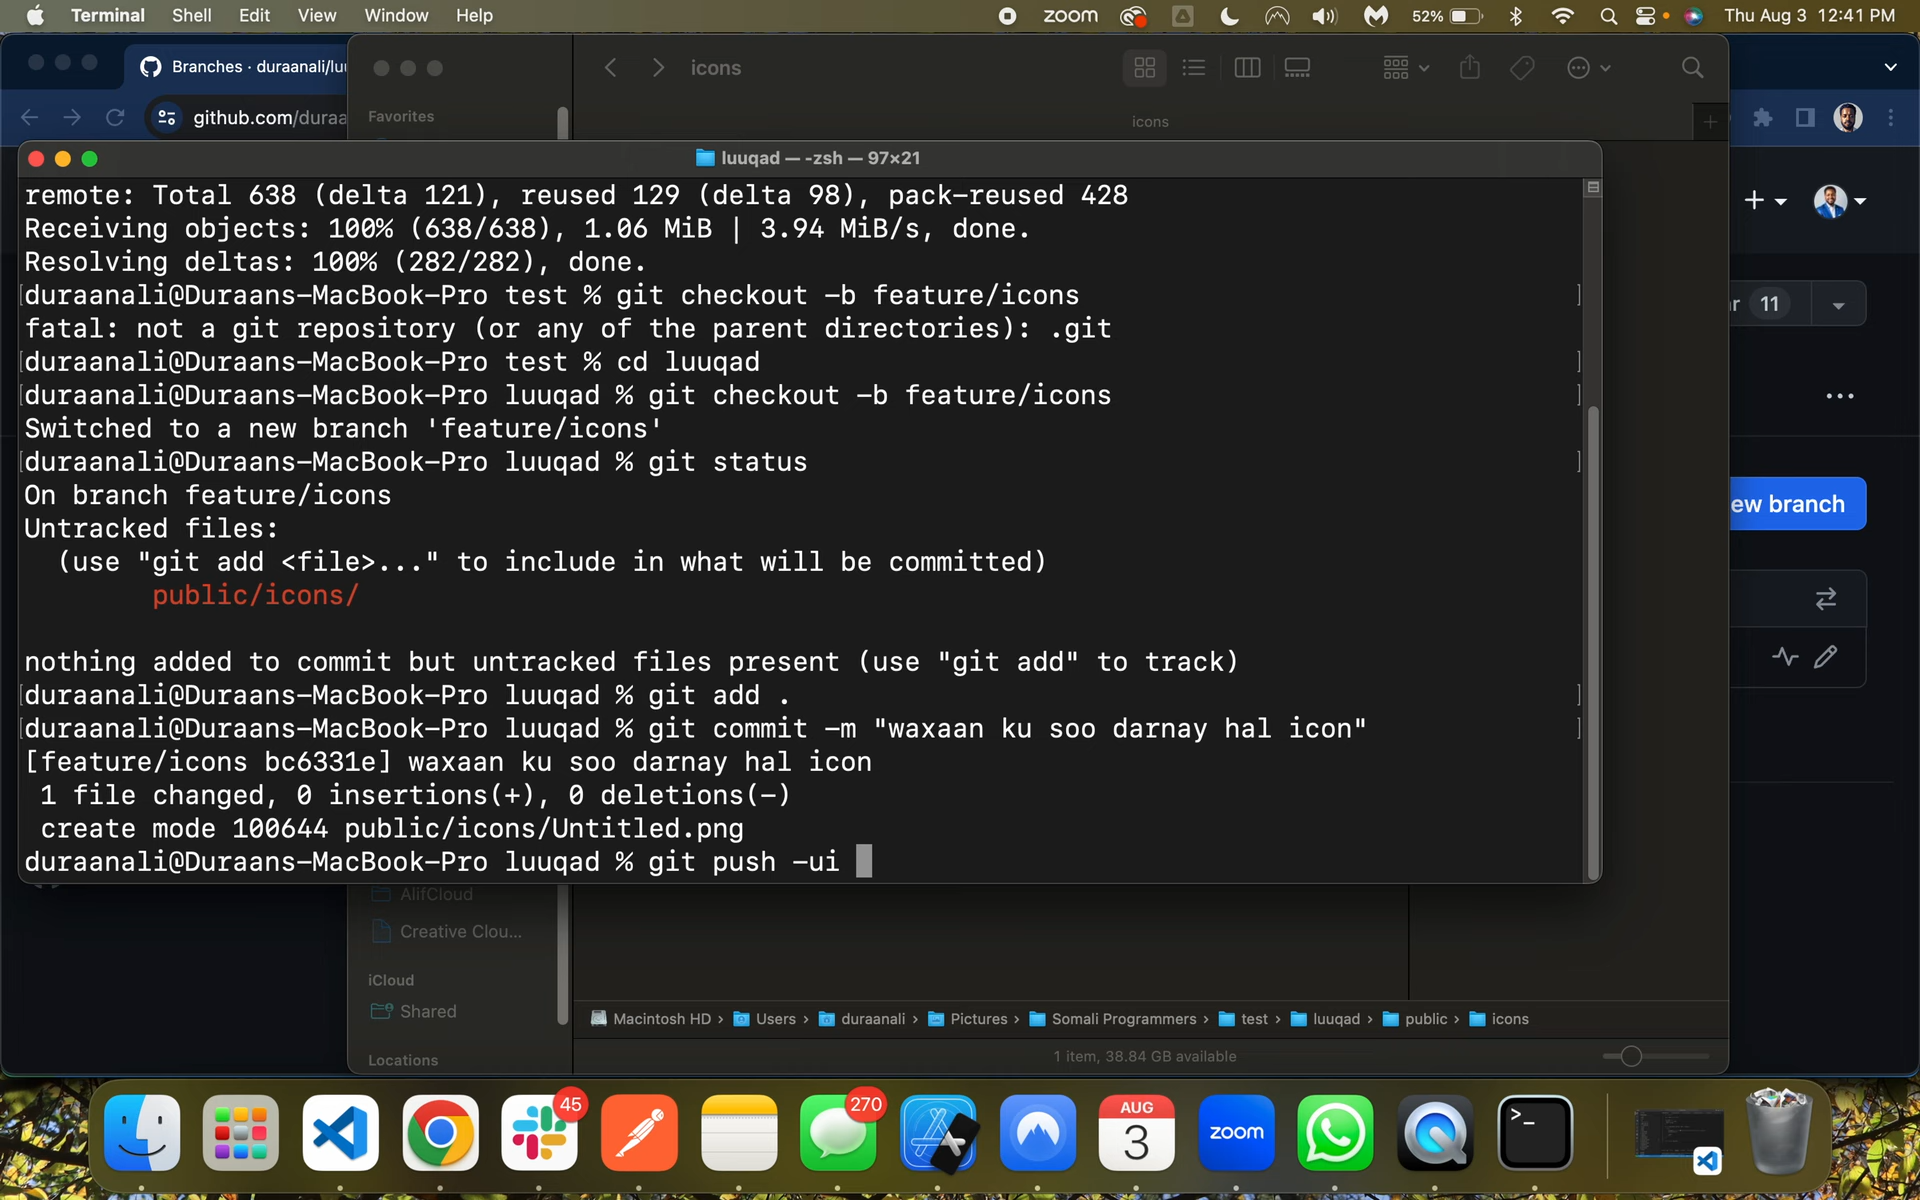 Terminal Shell Edit View Window Help zoom 52% Thu Aug 3 12:41 PM
Branches · duraanali/lu
icons
github.com/duraa
Favorites
icons
luuqad — -zsh — 97×21
remote: Total 638 (delta 121), reused 129 (delta 98), pack-reused 428
Receiving objects: 100% (638/638), 1.06 MiB | 3.94 MiB/s, done.
Resolving deltas: 100% (282/282), done.
[duraanali@Duraans-MacBook-Pro test % git checkout -b feature/icons ]
fatal: not a git repository (or any of the parent directories): .git
[duraanali@Duraans-MacBook-Pro test % cd luuqad ]
[duraanali@Duraans-MacBook-Pro luuqad % git checkout -b feature/icons ]
Switched to a new branch 'feature/icons'
[duraanali@Duraans-MacBook-Pro luuqad % git status ]
On branch feature/icons
Untracked files:
(use "git add <file>..." to include in what will be committed)
public/icons/
nothing added to commit but untracked files present (use "git add" to track)
[duraanali@Duraans-MacBook-Pro luuqad % git add . ]
[duraanali@Duraans-MacBook-Pro luuqad % git commit -m "waxaan ku soo darnay hal icon" ]
[feature/icons bc6331e] waxaan ku soo darnay hal icon
1 file changed, 0 insertions(+), 0 deletions(-)
create mode 100644 public/icons/Untitled.png
duraanali@Duraans-MacBook-Pro luuqad % git push -ui
r 11
ew branch
AlifCloud
Creative Clou...
iCloud
Shared
Locations
Macintosh HD › Users › duraanali › Pictures › Somali Programmers › test › luuqad › public › icons
1 item, 38.84 GB available
45
270
AUG
3
zoom
>_